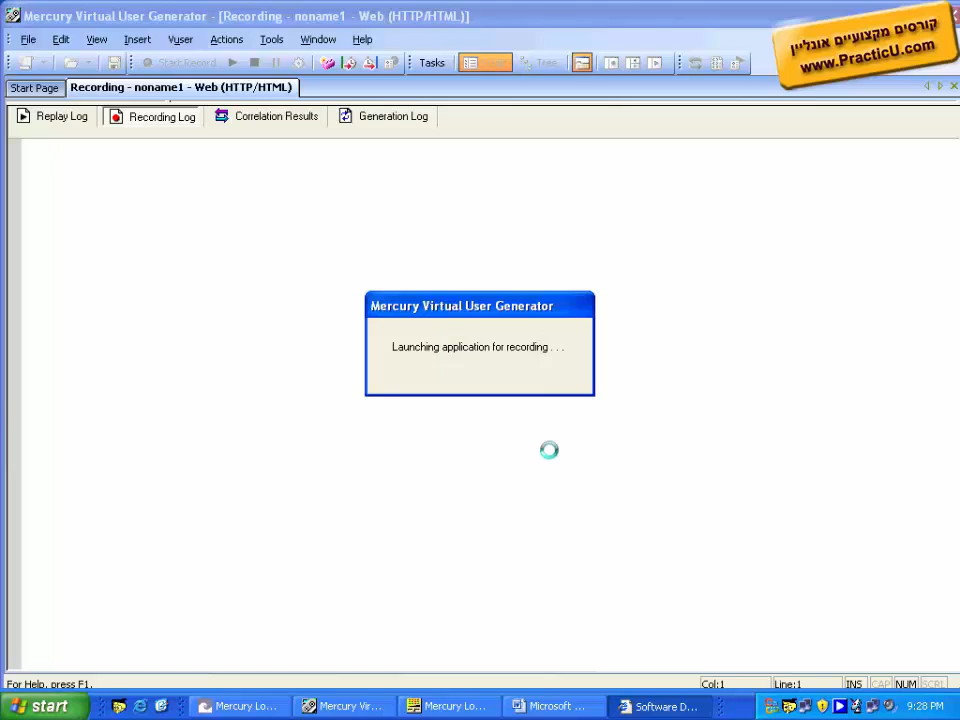 Mercury Virtual User Generator - [Recording - noname1 - Web (HTTP/HTML)]
קורסים מקצועיים אונליין
www.PracticU.com
File Edit View Insert Vuser Actions Tools Window Help
Start Record Tasks Tree
Start Page Recording - noname1 - Web (HTTP/HTML)
Replay Log Recording Log Correlation Results Generation Log
Mercury Virtual User Generator
Launching application for recording . . .
For Help, press F1. Col:1 Line:1 INS CAP NUM SCRL
start Mercury Lo... Mercury Vir... Mercury Lo... Microsoft ... Software D... 9:28 PM